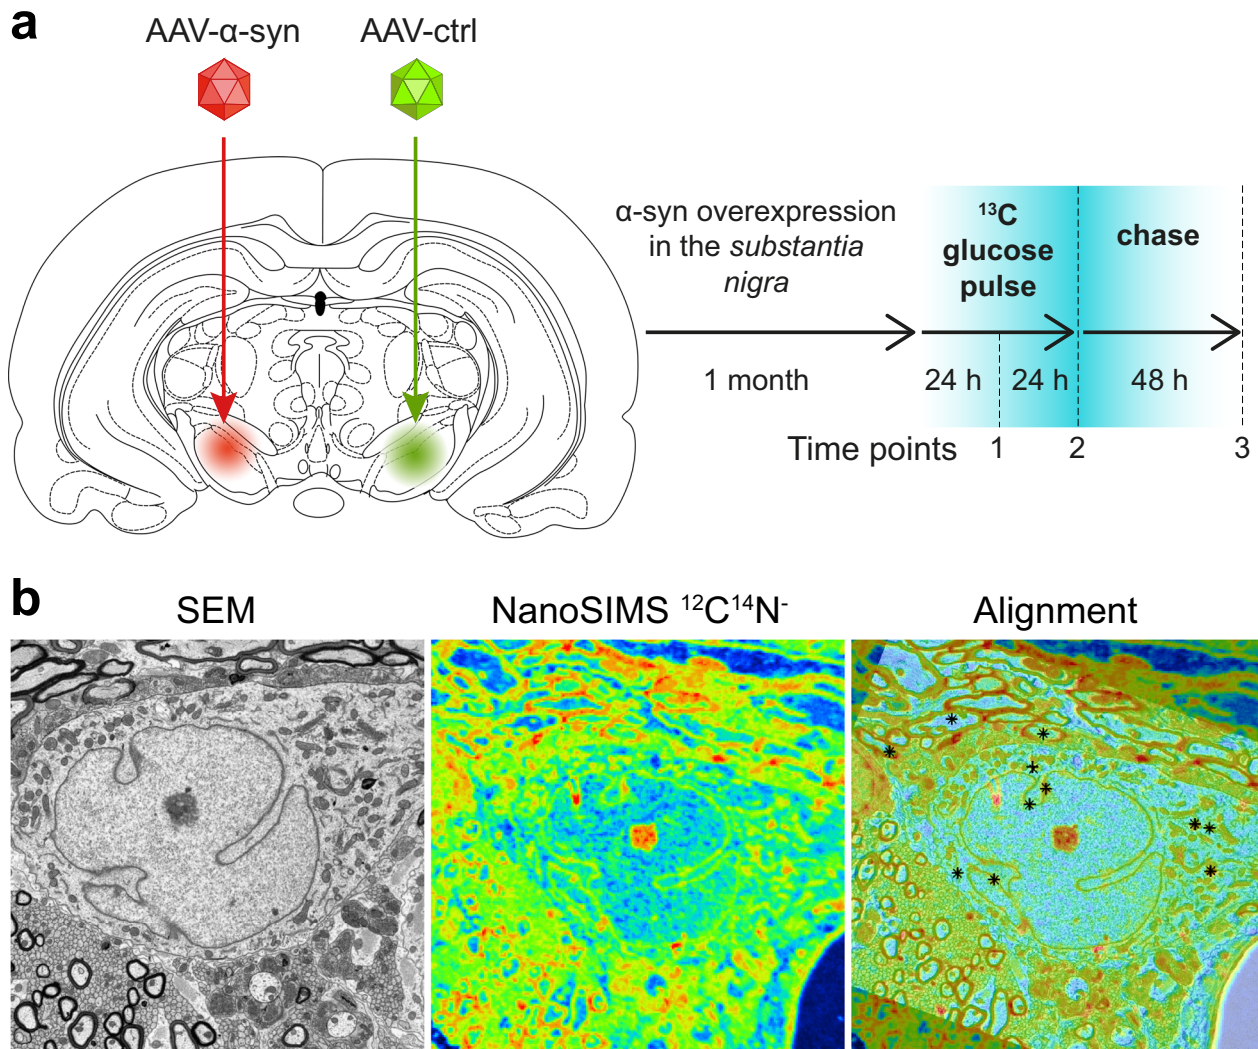 a
AAV-α-syn
AAV-ctrl
α-syn overexpression
in the substantia
nigra
1 month
¹³C
glucose
pulse
chase
24 h
24 h
48 h
Time points
1
2
3
b
SEM
NanoSIMS ¹²C¹⁴N⁻
Alignment